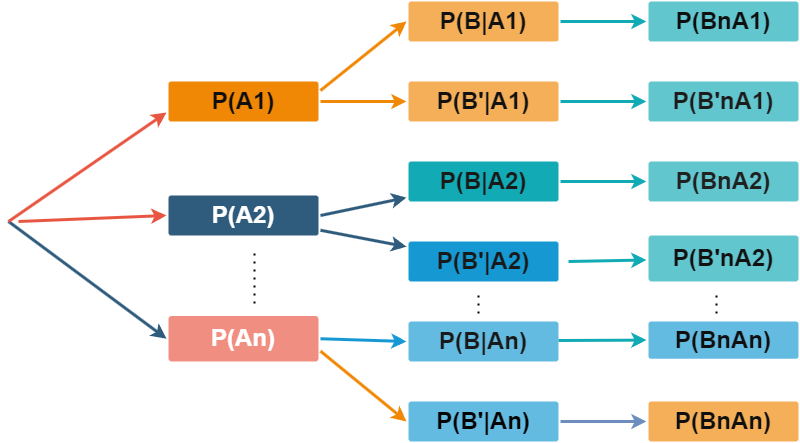 P(B|A1)
P(BnA1)
P(A1)
P(B'|A1)
P(B'nA1)
P(B|A2)
P(BnA2)
P(A2)
P(B'|A2)
P(B'nA2)
P(An)
P(B|An)
P(BnAn)
P(B'|An)
P(BnAn)